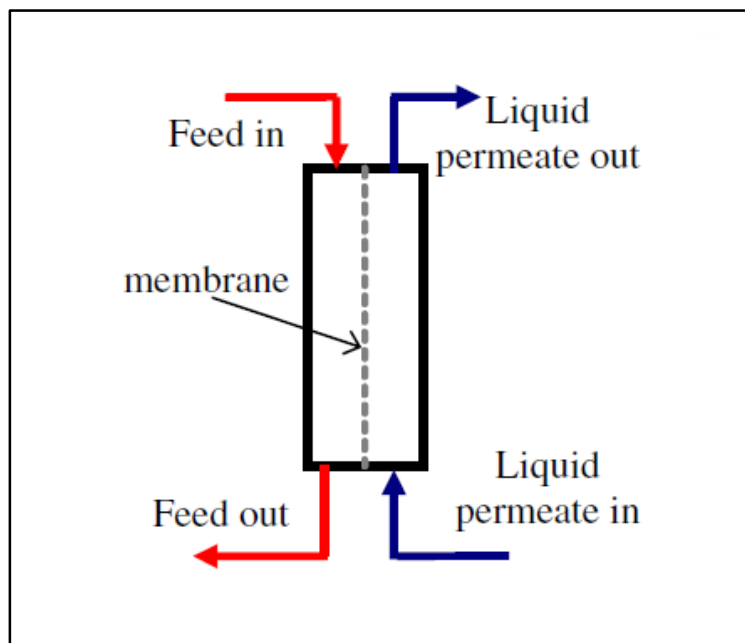 Feed in
Liquid
permeate out
membrane
Feed out
Liquid
permeate in